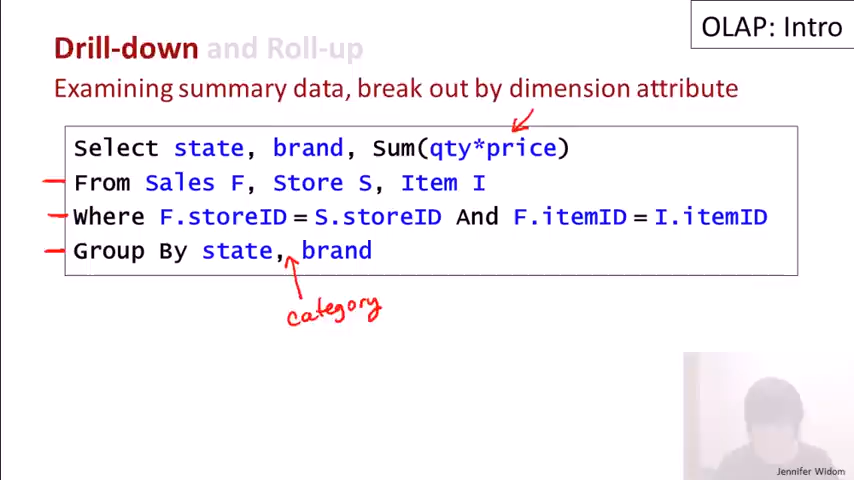 OLAP: Intro
Drill-down and Roll-up
Examining summary data, break out by dimension attribute
Select state, brand, Sum(qty*price)
From Sales F, Store S, Item I
Where F.storeID = S.storeID And F.itemID = I.itemID
Group By state, brand
category
Jennifer Widom